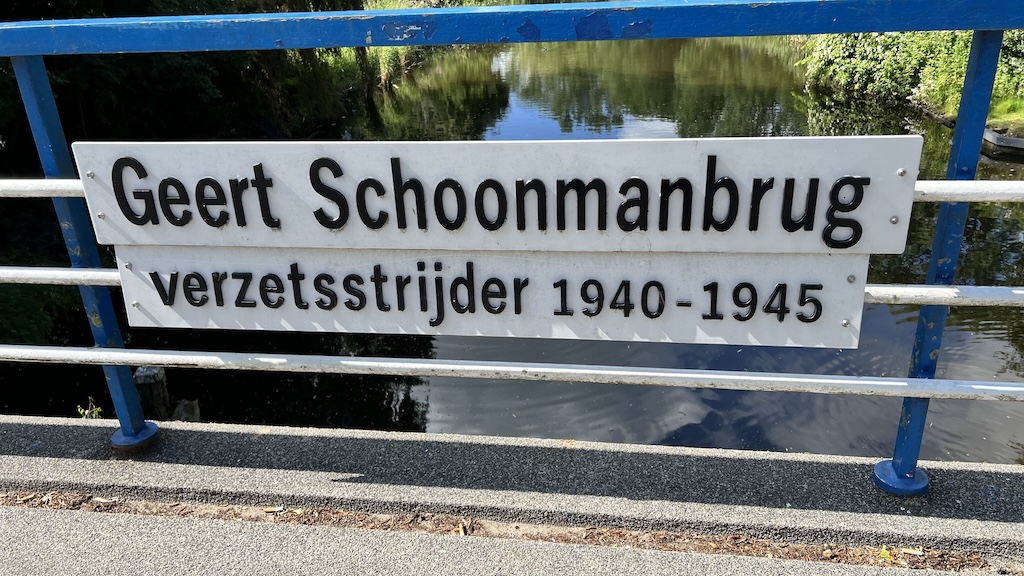 Geert Schoonmanbrug
verzetsstrijder 1940-1945